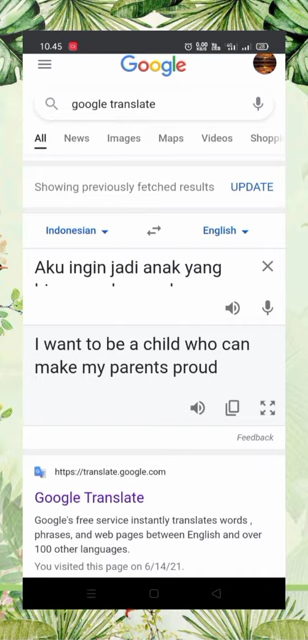 10.45
Google
google translate
All News Images Maps Videos
Showing previously fetched results UPDATE
Indonesian English
Aku ingin jadi anak yang
I want to be a child who can
make my parents proud
Feedback
https://translate.google.com
Google Translate
Google's free service instantly translates words,
phrases, and web pages between English and over
100 other languages.
You visited this page on 6/14/21.